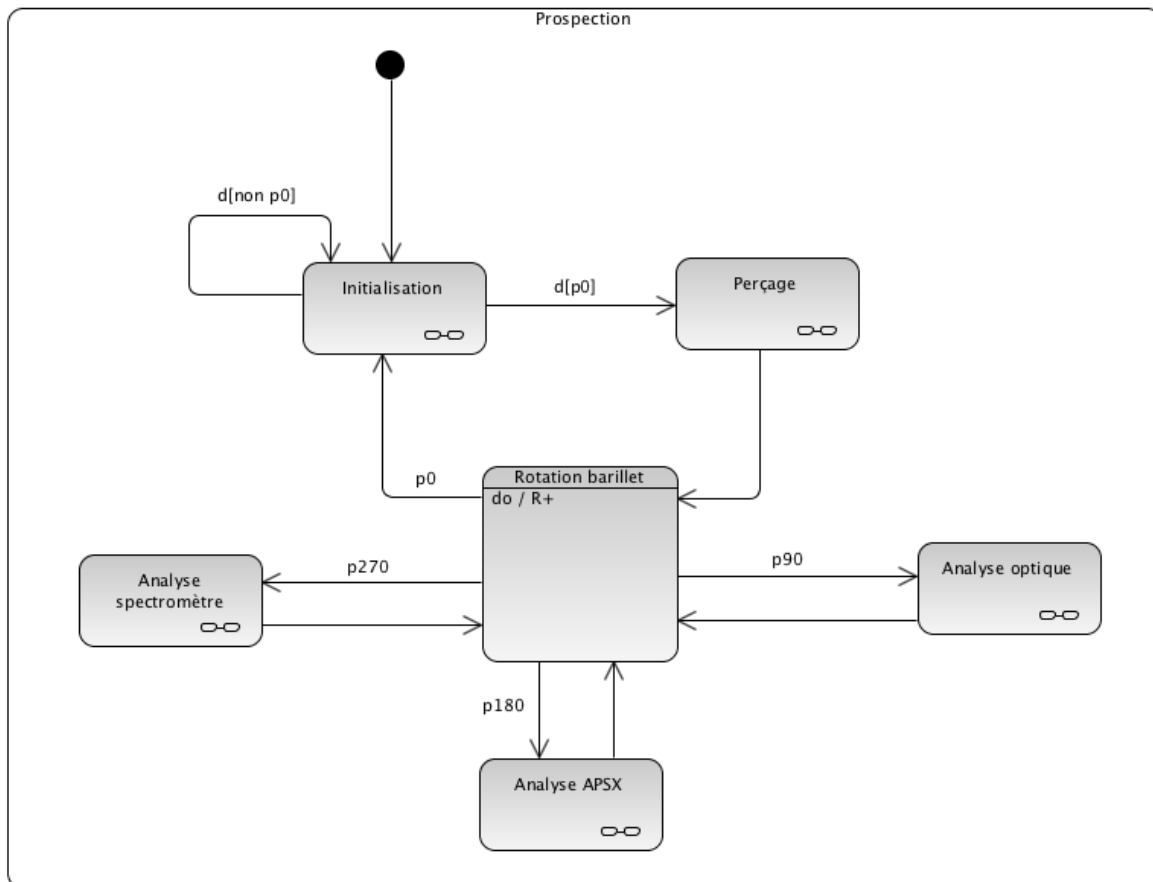 Prospection
d[non p0]
Initialisation
d[p0]
Perçage
p0
Rotation barillet
do / R+
p270
p90
Analyse
spectromètre
Analyse optique
p180
Analyse APSX